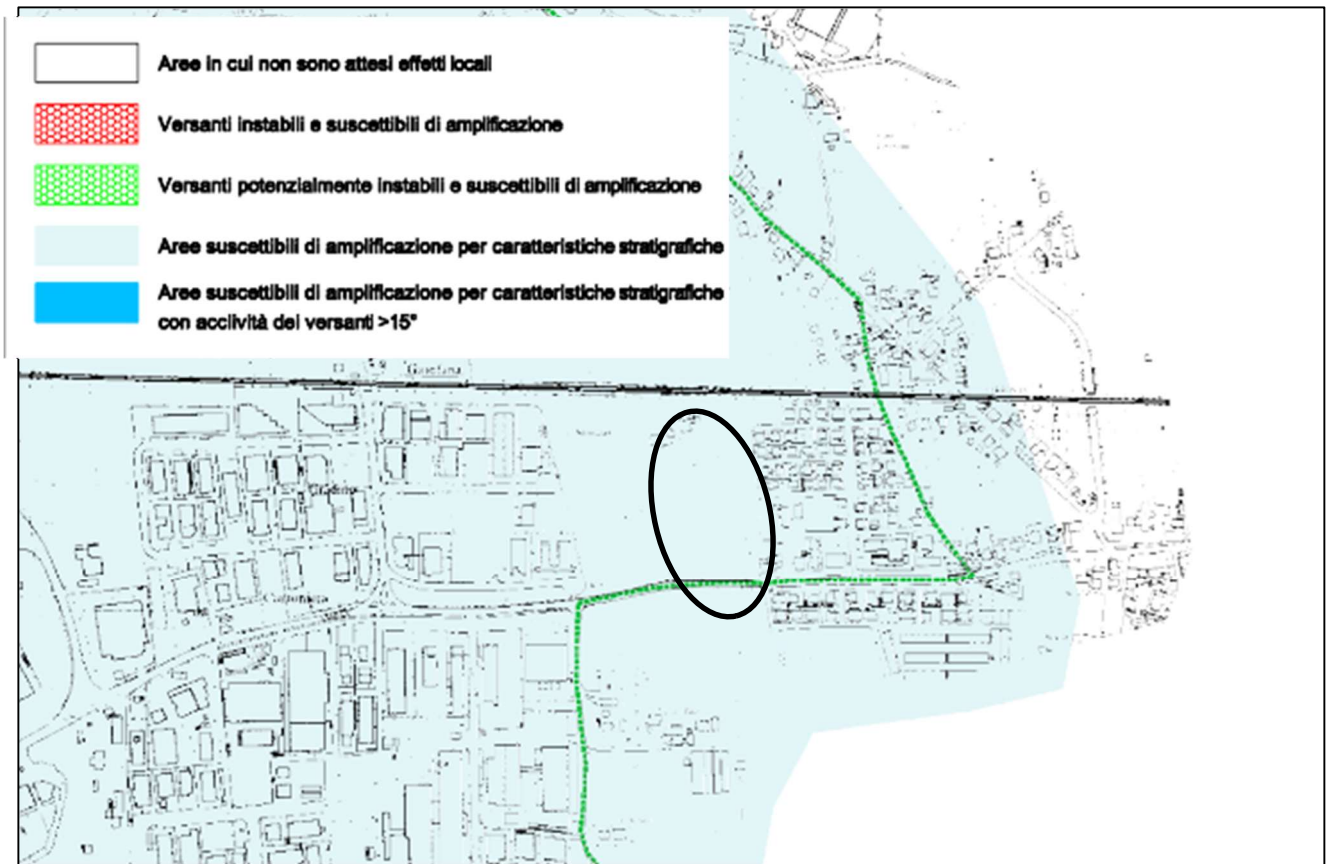 Aree in cui non sono attesi effetti locali
Versanti instabili e suscettibili di amplificazione
Versanti potenzialmente instabili e suscettibili di amplificazione
Aree suscettibili di amplificazione per caratteristiche stratigrafiche
Aree suscettibili di amplificazione per caratteristiche stratigrafiche
con acclività dei versanti >15°